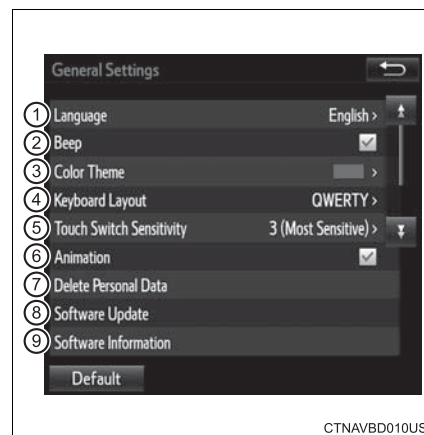 General Settings
1 Language English >
2 Beep
3 Color Theme >
4 Keyboard Layout QWERTY >
5 Touch Switch Sensitivity 3 (Most Sensitive) >
6 Animation
7 Delete Personal Data
8 Software Update
9 Software Information
Default
CTNAVBD010US